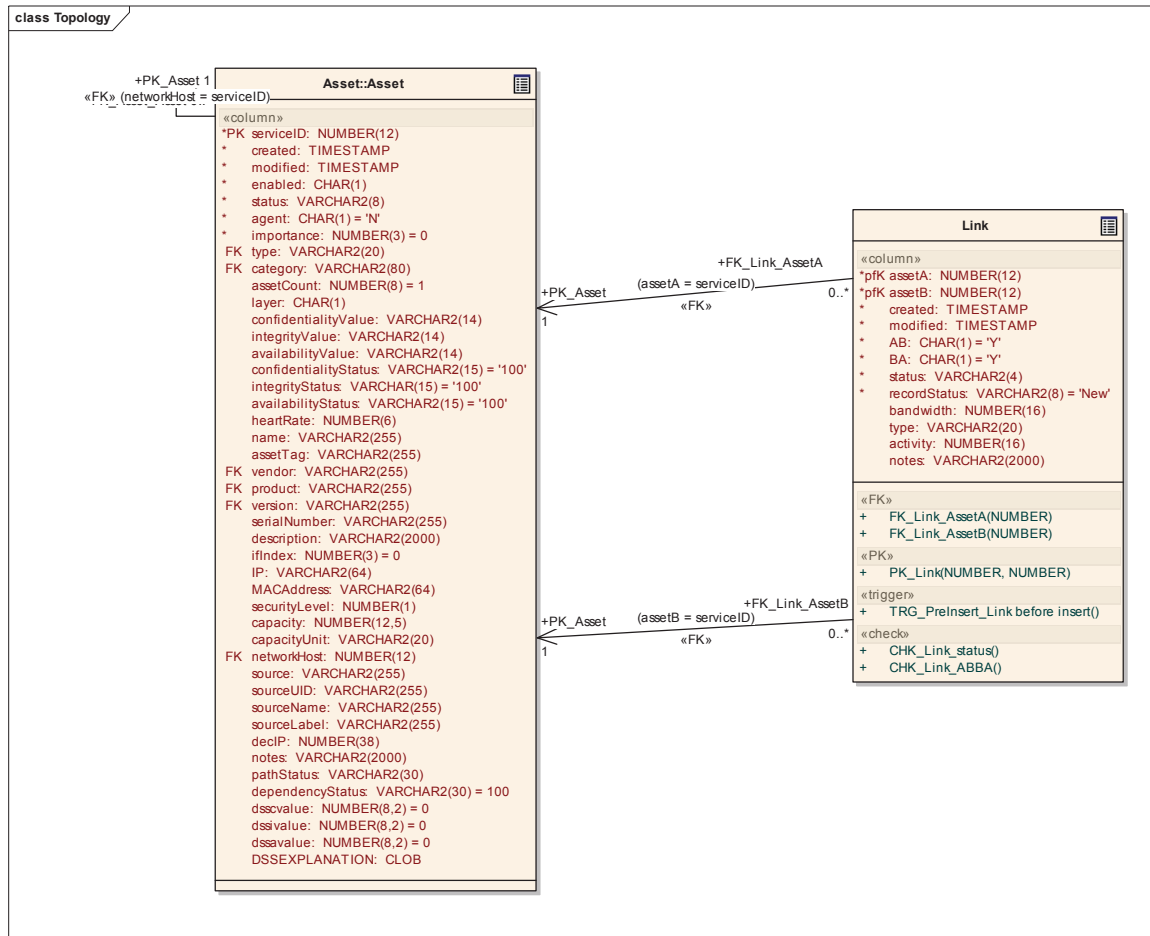 class Topology
+PK_Asset 1
«FK» (networkHost = serviceID)
Asset::Asset
«column»
*PK serviceID: NUMBER(12)
* created: TIMESTAMP
* modified: TIMESTAMP
* enabled: CHAR(1)
* status: VARCHAR2(8)
* agent: CHAR(1) = 'N'
* importance: NUMBER(3) = 0
FK type: VARCHAR2(20)
FK category: VARCHAR2(80)
assetCount: NUMBER(8) = 1
layer: CHAR(1)
confidentialityValue: VARCHAR2(14)
integrityValue: VARCHAR2(14)
availabilityValue: VARCHAR2(14)
confidentialityStatus: VARCHAR2(15) = '100'
integrityStatus: VARCHAR(15) = '100'
availabilityStatus: VARCHAR2(15) = '100'
heartRate: NUMBER(6)
name: VARCHAR2(255)
assetTag: VARCHAR2(255)
FK vendor: VARCHAR2(255)
FK product: VARCHAR2(255)
FK version: VARCHAR2(255)
serialNumber: VARCHAR2(255)
description: VARCHAR2(2000)
ifIndex: NUMBER(3) = 0
IP: VARCHAR2(64)
MACAddress: VARCHAR2(64)
securityLevel: NUMBER(1)
capacity: NUMBER(12,5)
capacityUnit: VARCHAR2(20)
FK networkHost: NUMBER(12)
source: VARCHAR2(255)
sourceUID: VARCHAR2(255)
sourceName: VARCHAR2(255)
sourceLabel: VARCHAR2(255)
decIP: NUMBER(38)
notes: VARCHAR2(2000)
pathStatus: VARCHAR2(30)
dependencyStatus: VARCHAR2(30) = 100
dsscvalue: NUMBER(8,2) = 0
dssivalue: NUMBER(8,2) = 0
dssavalue: NUMBER(8,2) = 0
DSSEXPLANATION: CLOB
+FK_Link_AssetA
+PK_Asset
(assetA = serviceID)
0..*
1
«FK»
+FK_Link_AssetB
+PK_Asset
(assetB = serviceID)
0..*
1
«FK»
Link
«column»
*pfK assetA: NUMBER(12)
*pfK assetB: NUMBER(12)
* created: TIMESTAMP
* modified: TIMESTAMP
* AB: CHAR(1) = 'Y'
* BA: CHAR(1) = 'Y'
* status: VARCHAR2(4)
* recordStatus: VARCHAR2(8) = 'New'
bandwidth: NUMBER(16)
type: VARCHAR2(20)
activity: NUMBER(16)
notes: VARCHAR2(2000)
«FK»
+ FK_Link_AssetA(NUMBER)
+ FK_Link_AssetB(NUMBER)
«PK»
+ PK_Link(NUMBER, NUMBER)
«trigger»
+ TRG_PreInsert_Link before insert()
«check»
+ CHK_Link_status()
+ CHK_Link_ABBA()